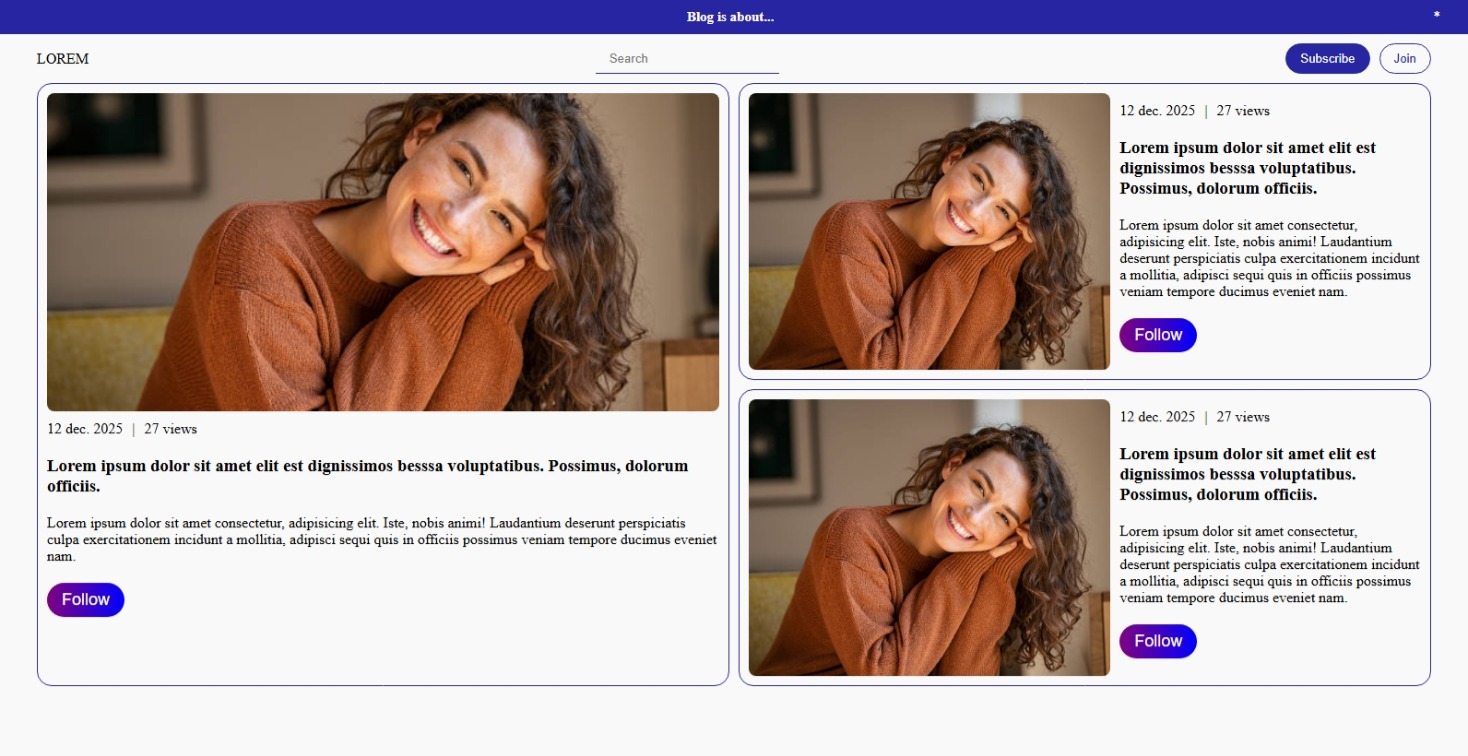 Blog is about...
*
LOREM
Search
Subscribe
Join
12 dec. 2025 | 27 views
Lorem ipsum dolor sit amet elit est dignissimos besssa voluptatibus. Possimus, dolorum
officiis.
Lorem ipsum dolor sit amet consectetur, adipisicing elit. Iste, nobis animi! Laudantium deserunt perspiciatis
culpa exercitationem incidunt a mollitia, adipisci sequi quis in officiis possimus veniam tempore ducimus eveniet
nam.
Follow
12 dec. 2025 | 27 views
Lorem ipsum dolor sit amet elit est
dignissimos besssa voluptatibus.
Possimus, dolorum officiis.
Lorem ipsum dolor sit amet consectetur,
adipisicing elit. Iste, nobis animi! Laudantium
deserunt perspiciatis culpa exercitationem incidunt
a mollitia, adipisci sequi quis in officiis possimus
veniam tempore ducimus eveniet nam.
Follow
12 dec. 2025 | 27 views
Lorem ipsum dolor sit amet elit est
dignissimos besssa voluptatibus.
Possimus, dolorum officiis.
Lorem ipsum dolor sit amet consectetur,
adipisicing elit. Iste, nobis animi! Laudantium
deserunt perspiciatis culpa exercitationem incidunt
a mollitia, adipisci sequi quis in officiis possimus
veniam tempore ducimus eveniet nam.
Follow